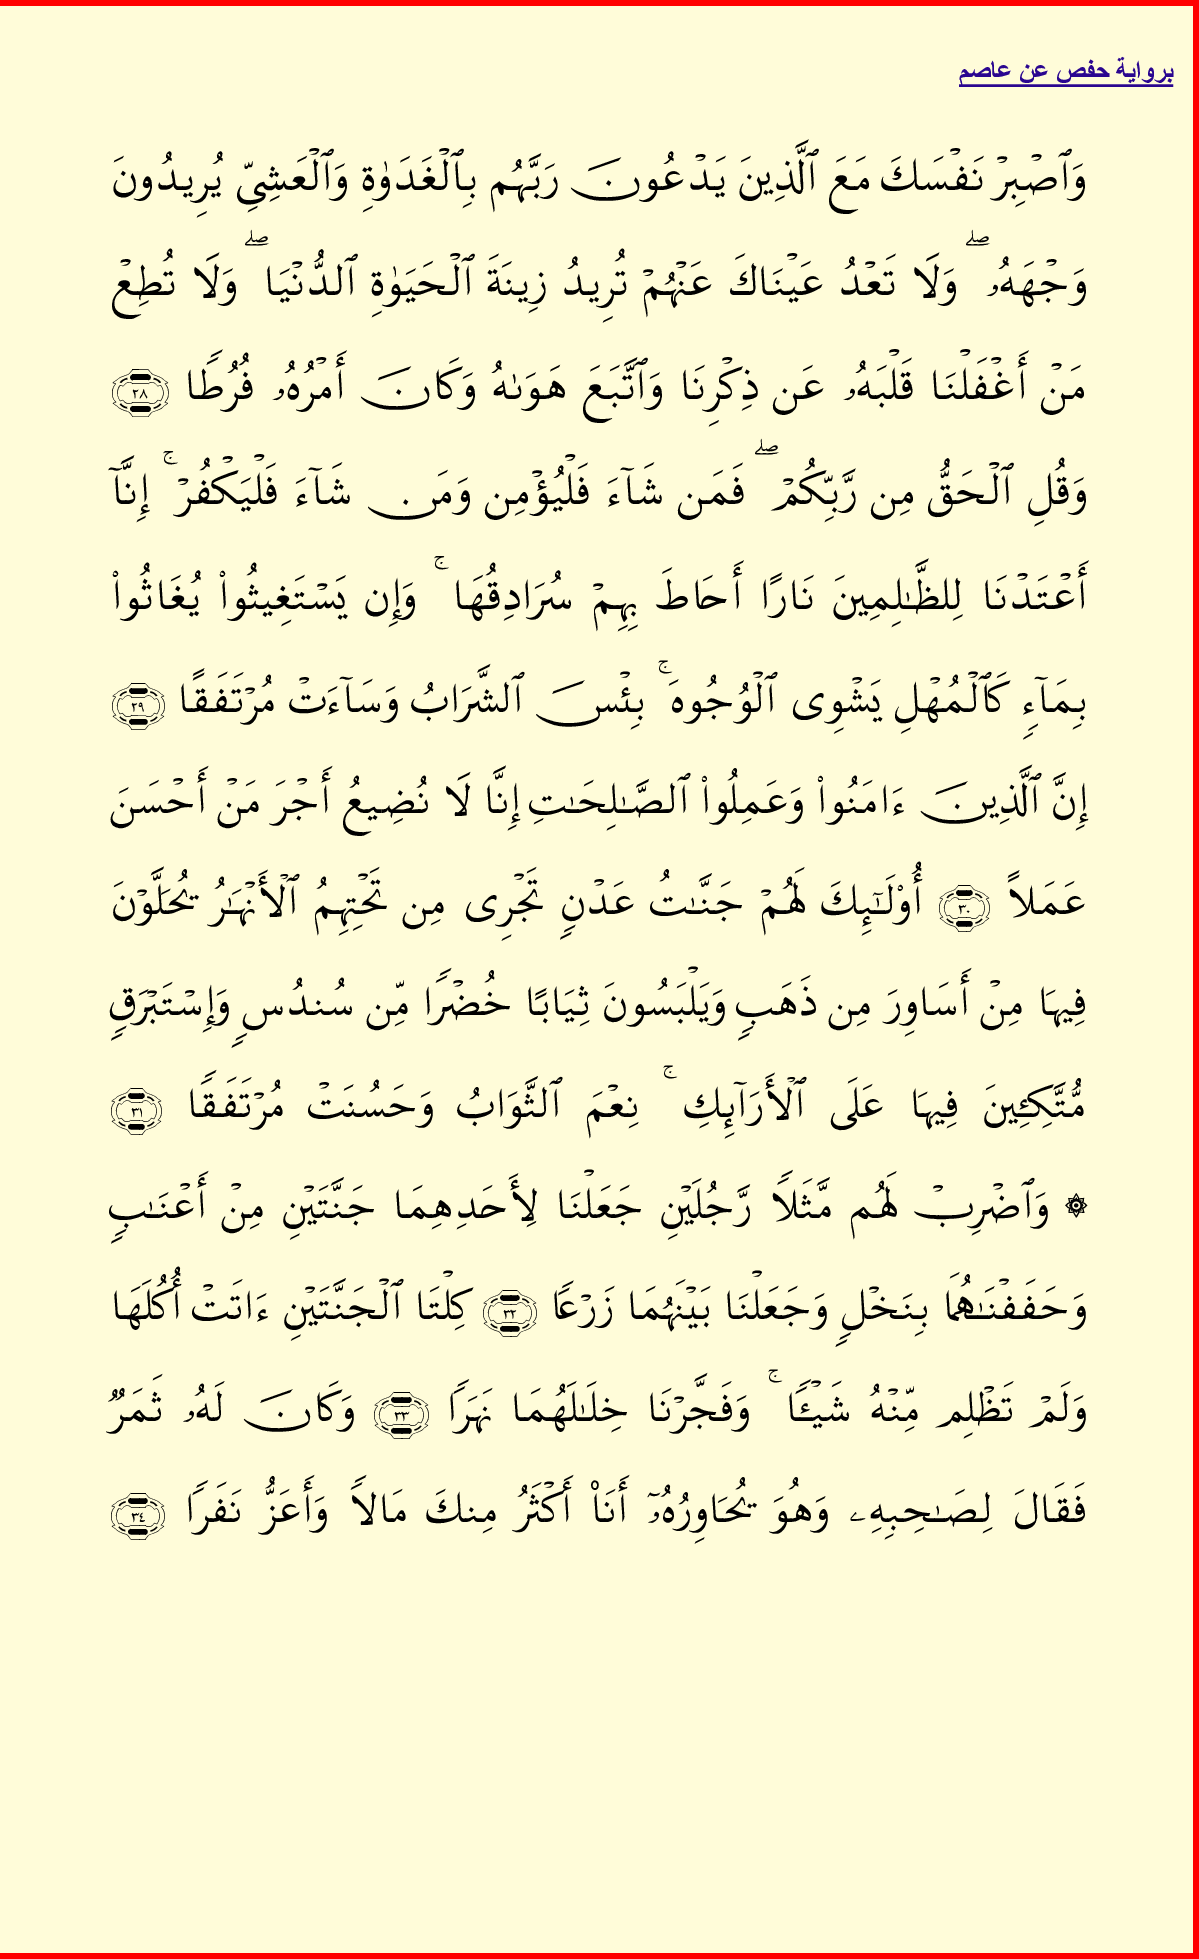 برواية حفص عن عاصم
وَٱصۡبِرۡ نَفۡسَكَ مَعَ ٱلَّذِينَ يَدۡعُونَ رَبَّهُم بِٱلۡغَدَوٰةِ وَٱلۡعَشِىِّ يُرِيدُونَ
وَجۡهَهُۥ ۖ وَلَا تَعۡدُ عَيۡنَاكَ عَنۡهُمۡ تُرِيدُ زِينَةَ ٱلۡحَيَوٰةِ ٱلدُّنۡيَا ۖ وَلَا تُطِعۡ
مَنۡ أَغۡفَلۡنَا قَلۡبَهُۥ عَن ذِكۡرِنَا وَٱتَّبَعَ هَوَىٰهُ وَكَانَ أَمۡرُهُۥ فُرُطًا ٢٨
وَقُلِ ٱلۡحَقُّ مِن رَّبِّكُمۡ ۖ فَمَن شَآءَ فَلۡيُؤۡمِن وَمَن شَآءَ فَلۡيَكۡفُرۡ ۚ إِنَّآ
أَعۡتَدۡنَا لِلظَّـٰلِمِينَ نَارًا أَحَاطَ بِهِمۡ سُرَادِقُهَا ۚ وَإِن يَسۡتَغِيثُوا۟ يُغَاثُوا۟
بِمَآءٍ كَٱلۡمُهۡلِ يَشۡوِى ٱلۡوُجُوهَ ۚ بِئۡسَ ٱلشَّرَابُ وَسَآءَتۡ مُرۡتَفَقًا ٢٩
إِنَّ ٱلَّذِينَ ءَامَنُوا۟ وَعَمِلُوا۟ ٱلصَّـٰلِحَـٰتِ إِنَّا لَا نُضِيعُ أَجۡرَ مَنۡ أَحۡسَنَ
عَمَلاً ٣٠ أُو۟لَـٰٓئِكَ لَهُمۡ جَنَّـٰتُ عَدۡنٍ تَجۡرِى مِن تَحۡتِهِمُ ٱلۡأَنۡهَـٰرُ يُحَلَّوۡنَ
فِيهَا مِنۡ أَسَاوِرَ مِن ذَهَبٍ وَيَلۡبَسُونَ ثِيَابًا خُضۡرًا مِّن سُندُسٍ وَإِسۡتَبۡرَقٍ
مُّتَّكِـِٔينَ فِيهَا عَلَى ٱلۡأَرَآئِكِ ۚ نِعۡمَ ٱلثَّوَابُ وَحَسُنَتۡ مُرۡتَفَقًا ٣١
۞ وَٱضۡرِبۡ لَهُم مَّثَلاً رَّجُلَيۡنِ جَعَلۡنَا لِأَحَدِهِمَا جَنَّتَيۡنِ مِنۡ أَعۡنَـٰبٍ
وَحَفَفۡنَـٰهُمَا بِنَخۡلٍ وَجَعَلۡنَا بَيۡنَهُمَا زَرۡعًا ٣٢ كِلۡتَا ٱلۡجَنَّتَيۡنِ ءَاتَتۡ أُكُلَهَا
وَلَمۡ تَظۡلِم مِّنۡهُ شَيۡـًٔا ۚ وَفَجَّرۡنَا خِلَـٰلَهُمَا نَهَرًا ٣٣ وَكَانَ لَهُۥ ثَمَرٌ
فَقَالَ لِصَـٰحِبِهِۦ وَهُوَ يُحَاوِرُهُۥٓ أَنَا۟ أَكۡثَرُ مِنكَ مَالاً وَأَعَزُّ نَفَرًا ٣٤